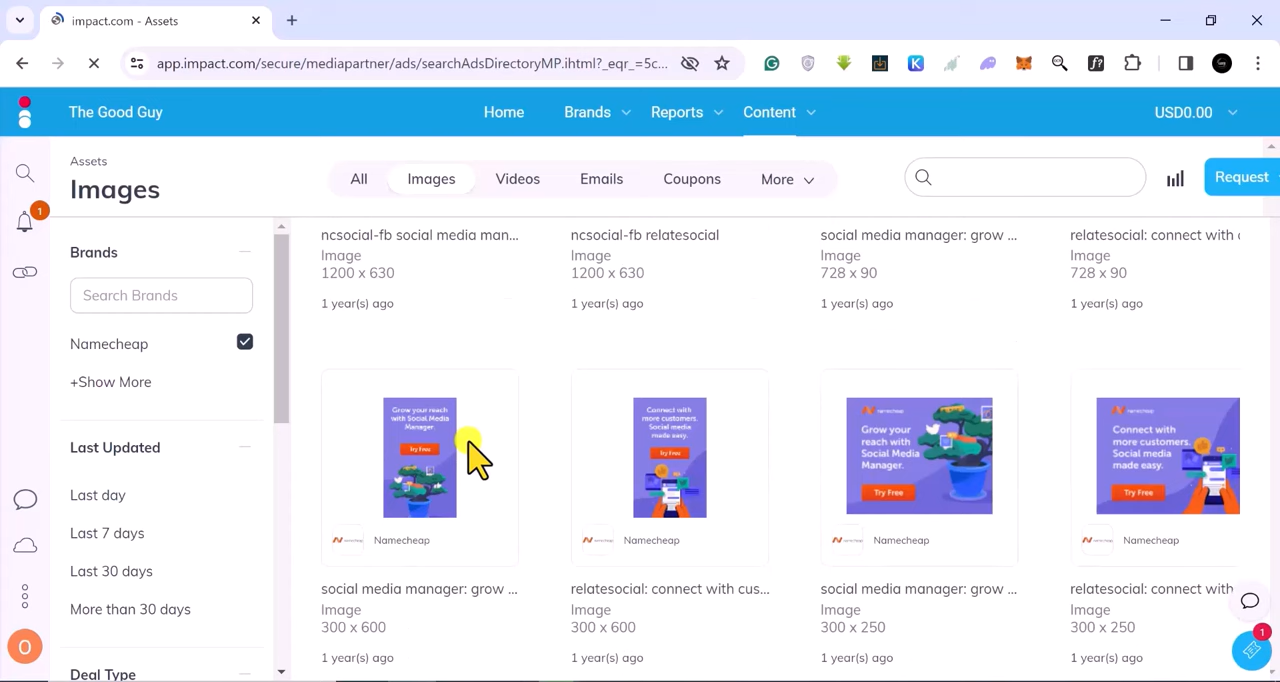 impact.com - Assets
app.impact.com/secure/mediapartner/ads/searchAdsDirectoryMP.ihtml?_eqr_=5c...
The Good Guy
Home
Brands
Reports
Content
USD0.00
Assets
Images
All
Images
Videos
Emails
Coupons
More
Request
1
Brands
Search Brands
Namecheap
+Show More
Last Updated
Last day
Last 7 days
Last 30 days
More than 30 days
Deal Type
O
ncsocial-fb social media man...
Image
1200 x 630
1 year(s) ago
ncsocial-fb relatesocial
Image
1200 x 630
1 year(s) ago
social media manager: grow ...
Image
728 x 90
1 year(s) ago
relatesocial: connect with
Image
728 x 90
1 year(s) ago
Grow your reach
with Social Media
Manager.
Try Free
Namecheap
social media manager: grow ...
Image
300 x 600
1 year(s) ago
Connect with
more customers.
Social media
made easy.
Try Free
Namecheap
relatesocial: connect with cus...
Image
300 x 600
1 year(s) ago
namecheap
Grow your
reach with
Social Media
Manager.
Try Free
Namecheap
social media manager: grow ...
Image
300 x 250
1 year(s) ago
namecheap
Connect with
more customers.
Social media
made easy.
Try Free
Namecheap
relatesocial: connect with
Image
300 x 250
1 year(s) ago
1